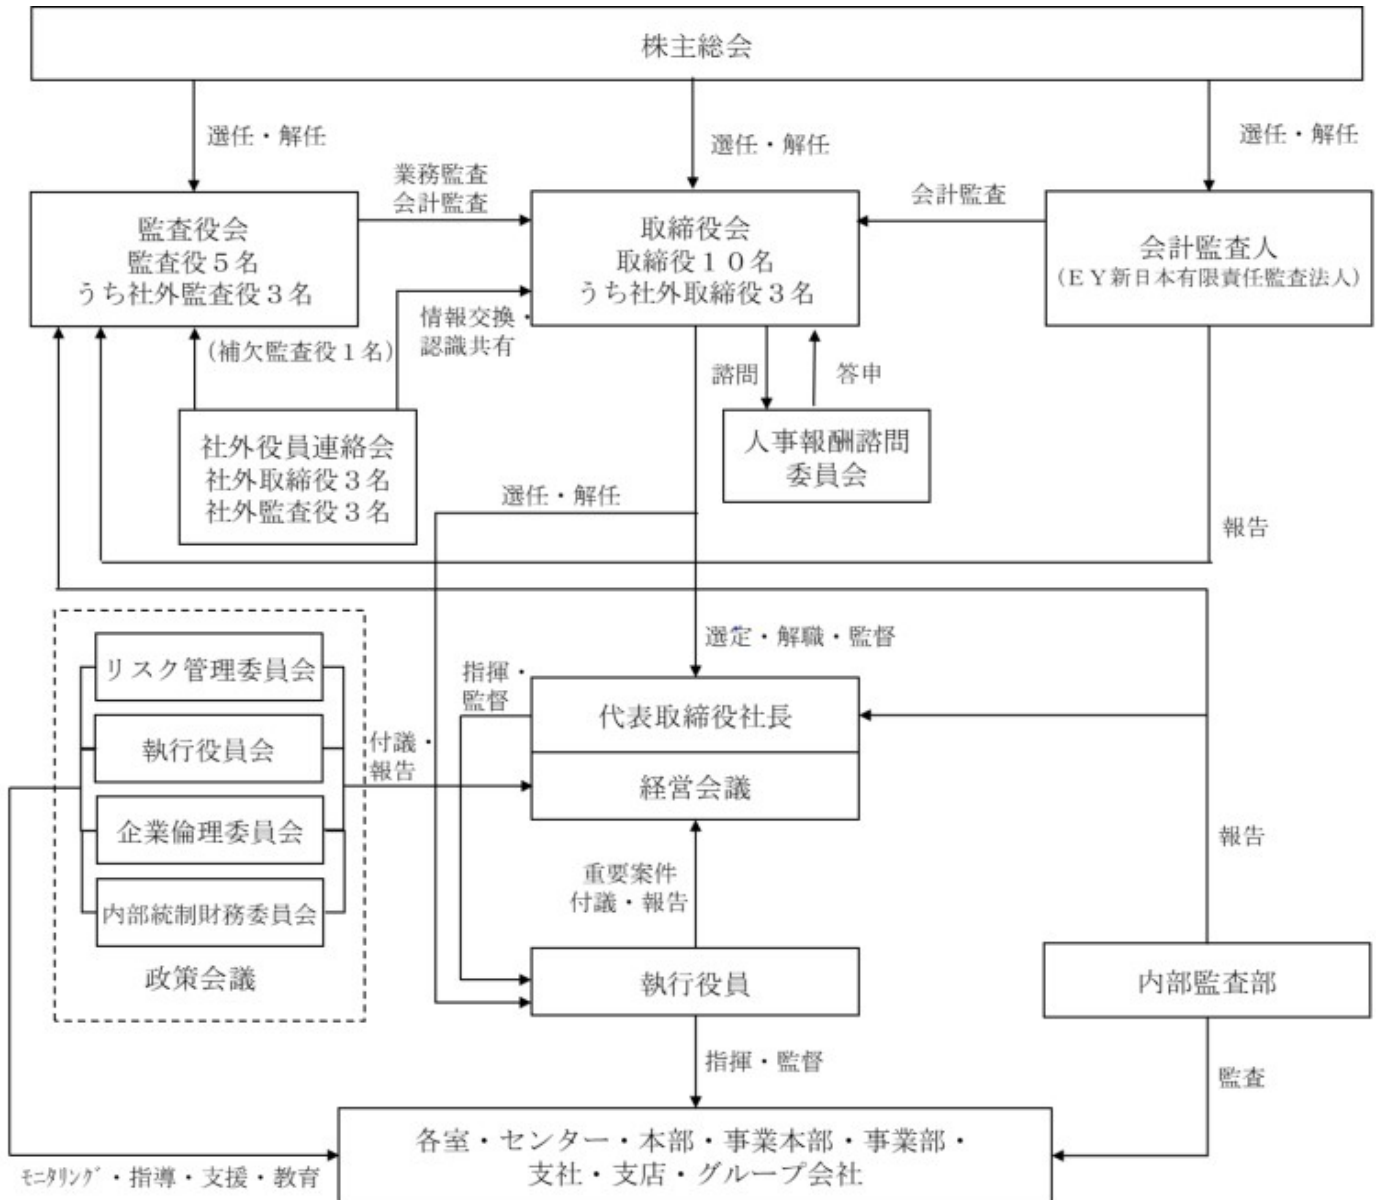 株主総会
選任・解任
選任・解任
選任・解任
業務監査
会計監査
会計監査
監査役会
監査役５名
うち社外監査役３名
取締役会
取締役１０名
うち社外取締役３名
会計監査人
（ＥＹ新日本有限責任監査法人）
（補欠監査役１名）
情報交換・
認識共有
諮問
答申
社外役員連絡会
社外取締役３名
社外監査役３名
人事報酬諮問
委員会
選任・解任
報告
選定・解職・監督
リスク管理委員会
執行役員会
企業倫理委員会
内部統制財務委員会
政策会議
付議・
報告
指揮・
監督
代表取締役社長
経営会議
重要案件
付議・報告
報告
執行役員
内部監査部
指揮・監督
監査
ﾓﾆﾀﾘﾝｸﾞ・指導・支援・教育
各室・センター・本部・事業本部・事業部・
支社・支店・グループ会社